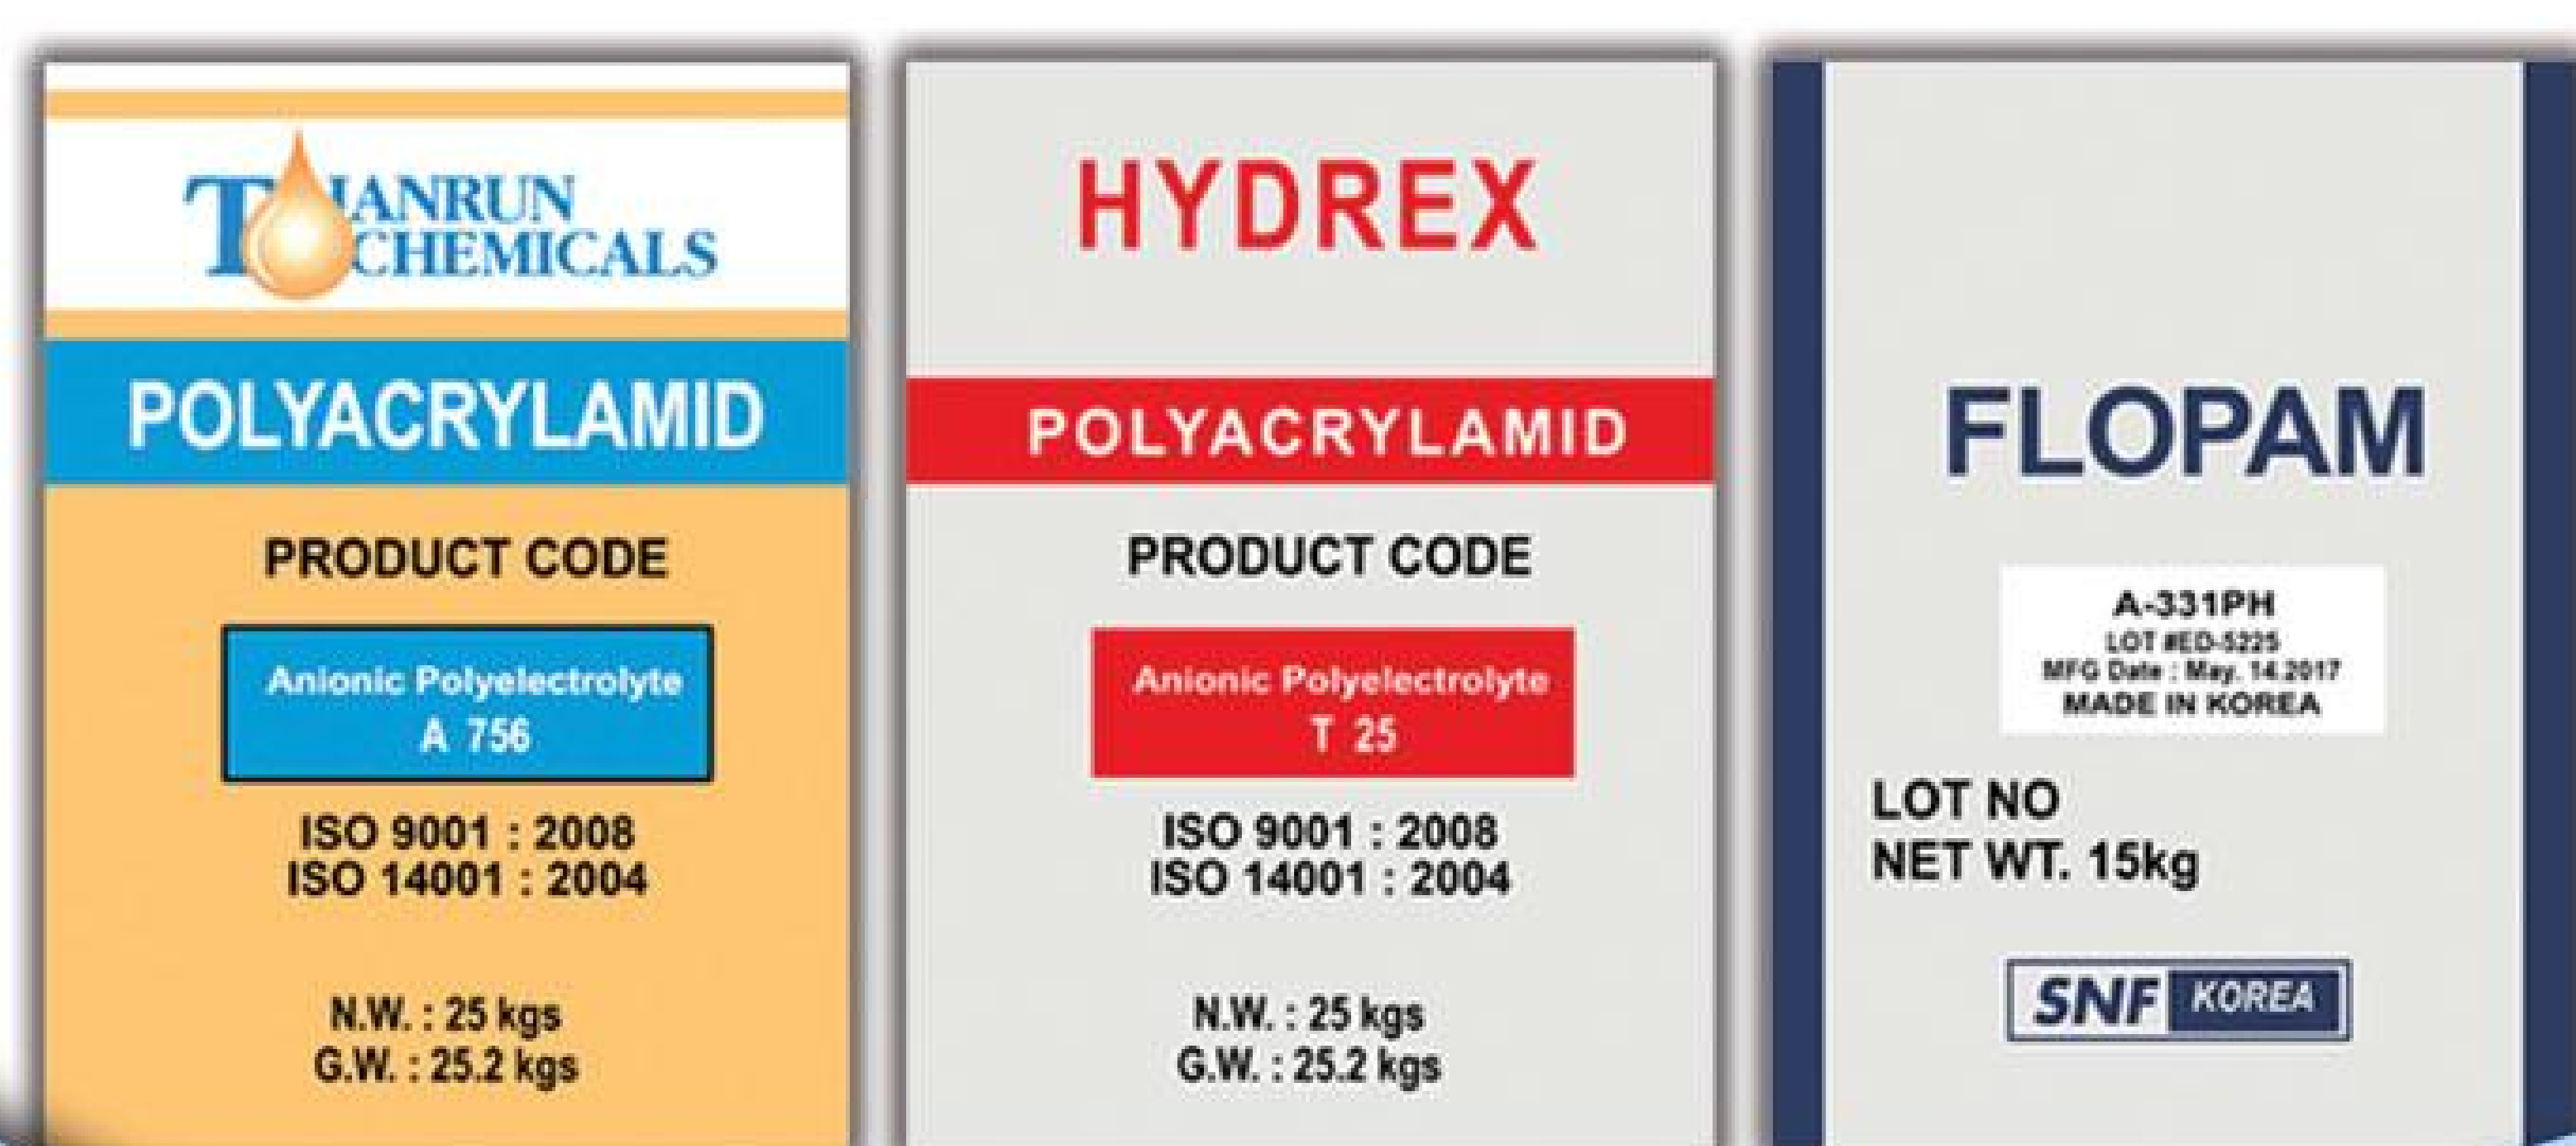 TIANRUN
CHEMICALS
POLYACRYLAMID
PRODUCT CODE
Anionic Polyelectrolyte
A 756
ISO 9001 : 2008
ISO 14001 : 2004
N.W. : 25 kgs
G.W. : 25.2 kgs
HYDREX
POLYACRYLAMID
PRODUCT CODE
Anionic Polyelectrolyte
T 25
ISO 9001 : 2008
ISO 14001 : 2004
N.W. : 25 kgs
G.W. : 25.2 kgs
FLOPAM
A-331PH
LOT #ED-5225
MFG Date : May. 14.2017
MADE IN KOREA
LOT NO
NET WT. 15kg
SNF KOREA